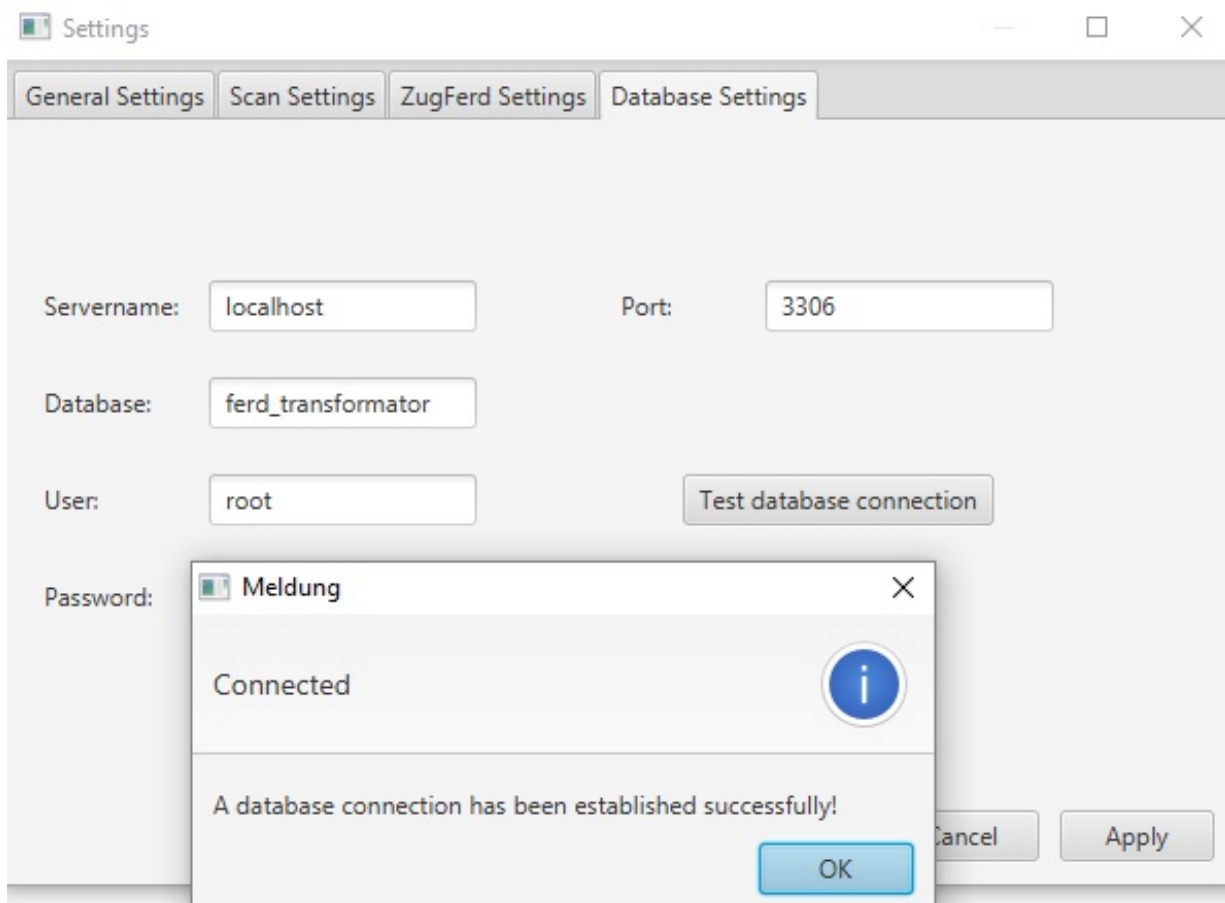 Settings
General Settings Scan Settings ZugFerd Settings Database Settings
Servername: localhost Port: 3306
Database: ferd_transformator
User: root Test database connection
Password:
Meldung
Connected
A database connection has been established successfully!
OK
Apply